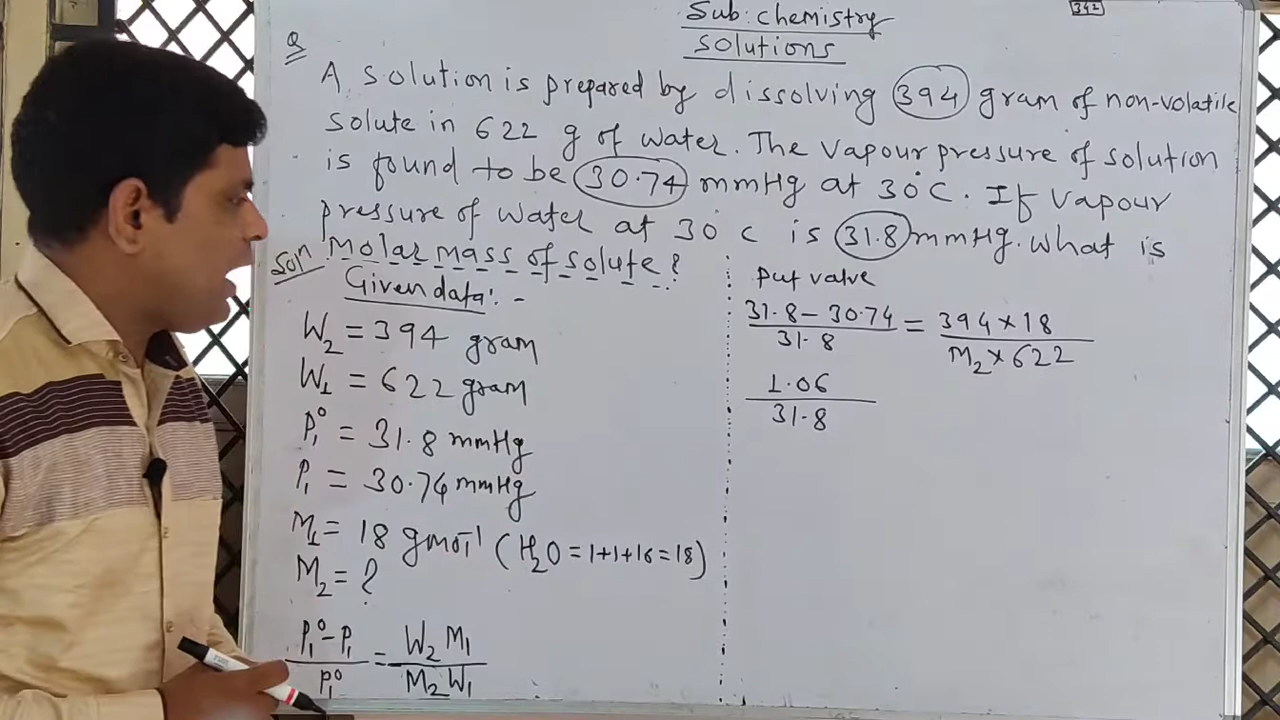 Sub: chemistry
342
Solutions
Q
A solution is prepared by dissolving 394 gram of non-volatile
solute in 622 g of water. The vapour pressure of solution
is found to be 30.74 mmHg at 30°C. If vapour
pressure of water at 30°C is 31.8 mmHg. What is
molar mass of solute?
Soln
Given data: -
W₂ = 394 gram
W₁ = 622 gram
P₁⁰ = 31.8 mmHg
P₁ = 30.74 mmHg
M₁ = 18 gmol⁻¹ (H₂O = 1+1+16 = 18)
M₂ = ?
P₁⁰ - P₁ / P₁⁰ = W₂ M₁ / M₂ W₁
Put valve
31.8 - 30.74 / 31.8 = 394 × 18 / M₂ × 622
1.06 / 31.8